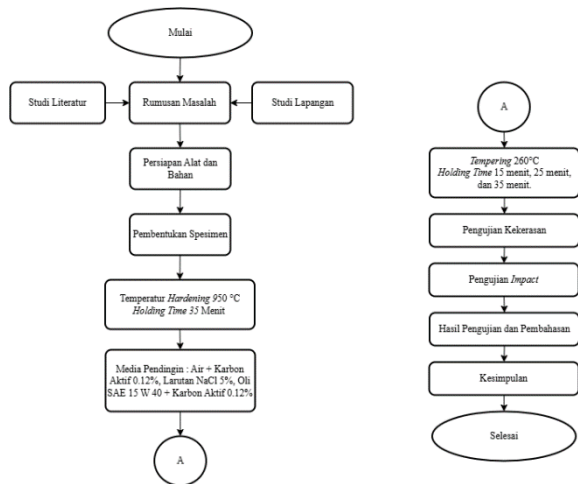 Mulai
Studi Literatur
Rumusan Masalah
Studi Lapangan
Persiapan Alat dan
Bahan
Pembentukan Spesimen
Temperatur Hardening 950 °C
Holding Time 35 Menit
Media Pendingin : Air + Karbon
Aktif 0.12%, Larutan NaCl 5%, Oli
SAE 15 W 40 + Karbon Aktif 0.12%
A
A
Tempering 260°C
Holding Time 15 menit, 25 menit,
dan 35 menit.
Pengujian Kekerasan
Pengujian Impact
Hasil Pengujian dan Pembahasan
Kesimpulan
Selesai